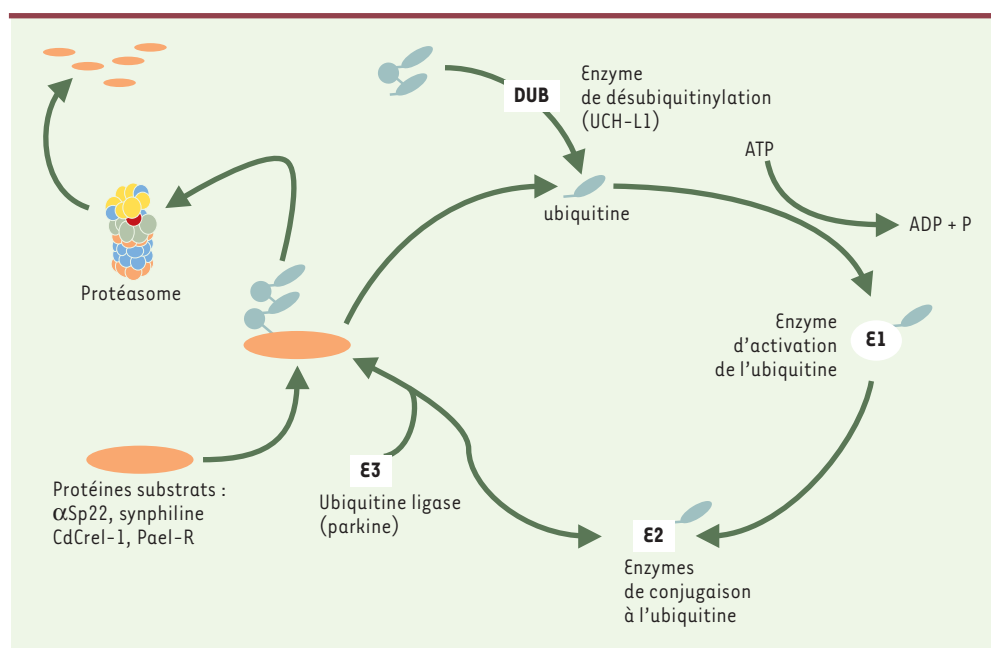 DUB
Enzyme
de désubiquitinylation
(UCH-L1)
ATP
ubiquitine
ADP + P
Protéasome
Enzyme
d'activation
de l'ubiquitine
E1
Protéines substrats :
αSp22, synphiline
CdCrel-1, Pael-R
E3
Ubiquitine ligase
(parkine)
E2
Enzymes
de conjugaison
à l'ubiquitine